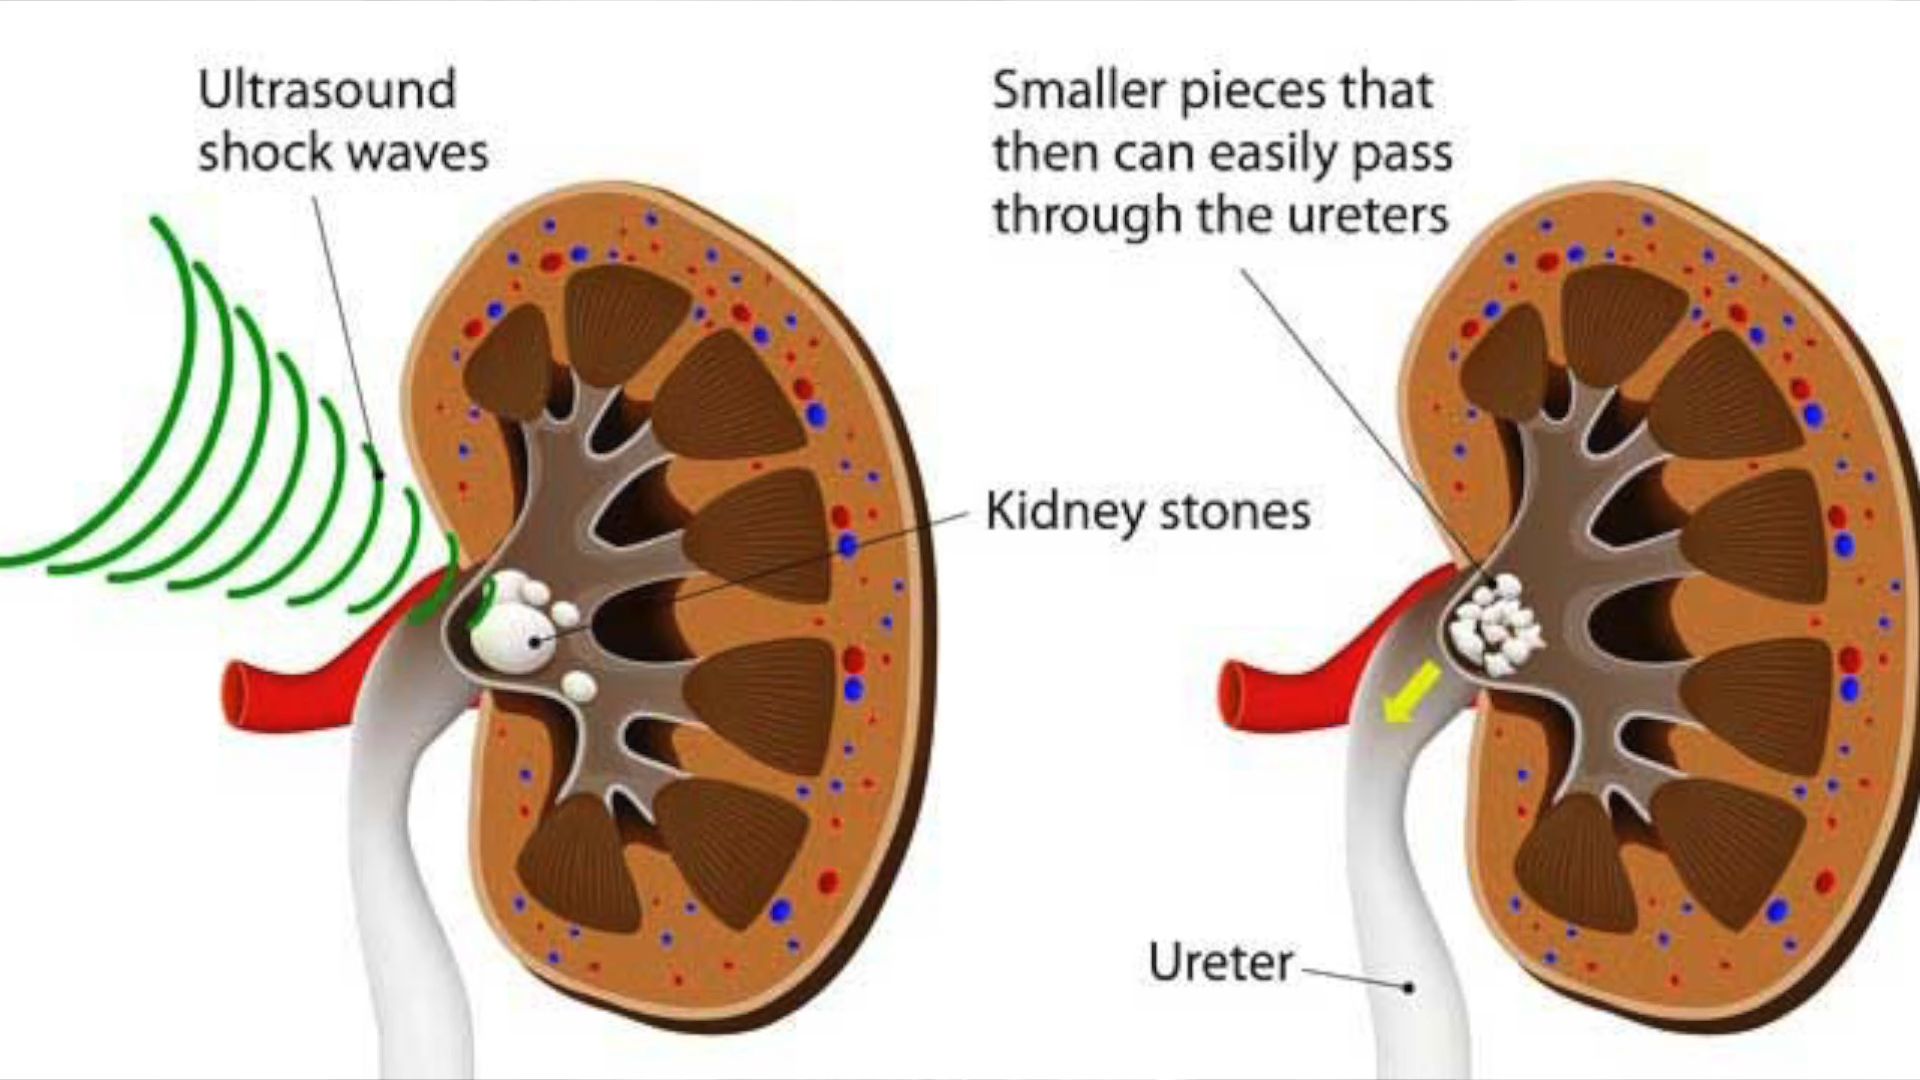 Ultrasound
shock waves
Smaller pieces that
then can easily pass
through the ureters
Kidney stones
Ureter